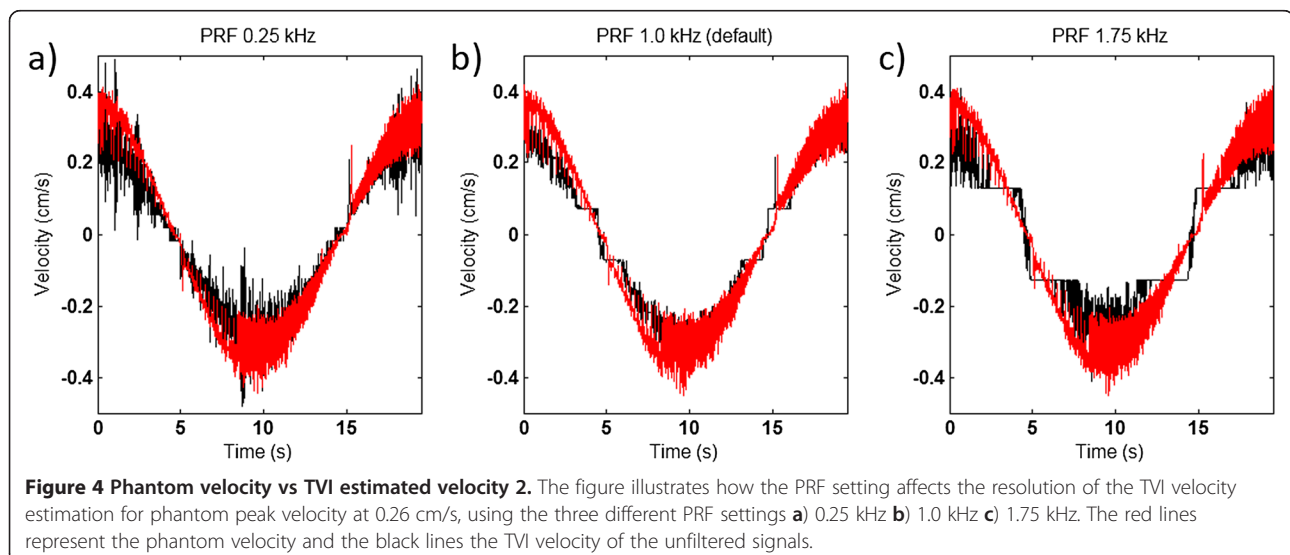 PRF 0.25 kHz
PRF 1.0 kHz (default)
PRF 1.75 kHz
a)
b)
c)
0.4
0.2
0
-0.2
-0.4
Velocity (cm/s)
0 5 10 15
Time (s)
0.4
0.2
0
-0.2
-0.4
Velocity (cm/s)
0 5 10 15
Time (s)
0.4
0.2
0
-0.2
-0.4
Velocity (cm/s)
0 5 10 15
Time (s)
Figure 4 Phantom velocity vs TVI estimated velocity 2. The figure illustrates how the PRF setting affects the resolution of the TVI velocity
estimation for phantom peak velocity at 0.26 cm/s, using the three different PRF settings a) 0.25 kHz b) 1.0 kHz c) 1.75 kHz. The red lines
represent the phantom velocity and the black lines the TVI velocity of the unfiltered signals.